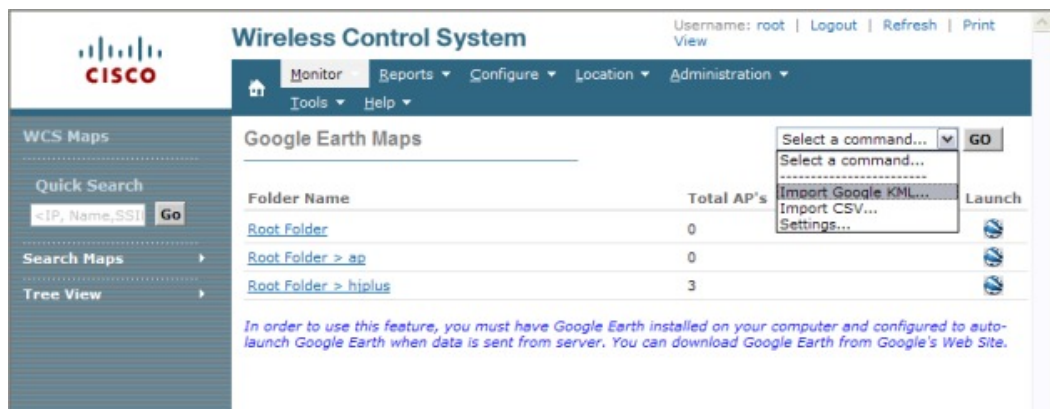 CISCO
Wireless Control System
Username: root | Logout | Refresh | Print
View
Monitor Reports Configure Location Administration
Tools Help
WCS Maps
Quick Search
<IP, Name,SSI Go
Search Maps
Tree View
Google Earth Maps
Select a command... GO
Select a command...
-----------------------
Import Google KML...
Import CSV...
Settings...
Folder Name Total AP's Launch
Root Folder 0
Root Folder > ap 0
Root Folder > hjplus 3
In order to use this feature, you must have Google Earth installed on your computer and configured to auto-
launch Google Earth when data is sent from server. You can download Google Earth from Google's Web Site.